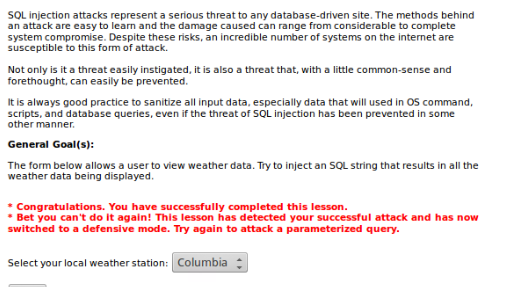 SQL injection attacks represent a serious threat to any database-driven site. The methods behind
an attack are easy to learn and the damage caused can range from considerable to complete
system compromise. Despite these risks, an incredible number of systems on the internet are
susceptible to this form of attack.
Not only is it a threat easily instigated, it is also a threat that, with a little common-sense and
forethought, can easily be prevented.
It is always good practice to sanitize all input data, especially data that will used in OS command,
scripts, and database queries, even if the threat of SQL injection has been prevented in some
other manner.
General Goal(s):
The form below allows a user to view weather data. Try to inject an SQL string that results in all the
weather data being displayed.
* Congratulations. You have successfully completed this lesson.
* Bet you can't do it again! This lesson has detected your successful attack and has now
switched to a defensive mode. Try again to attack a parameterized query.
Select your local weather station: Columbia